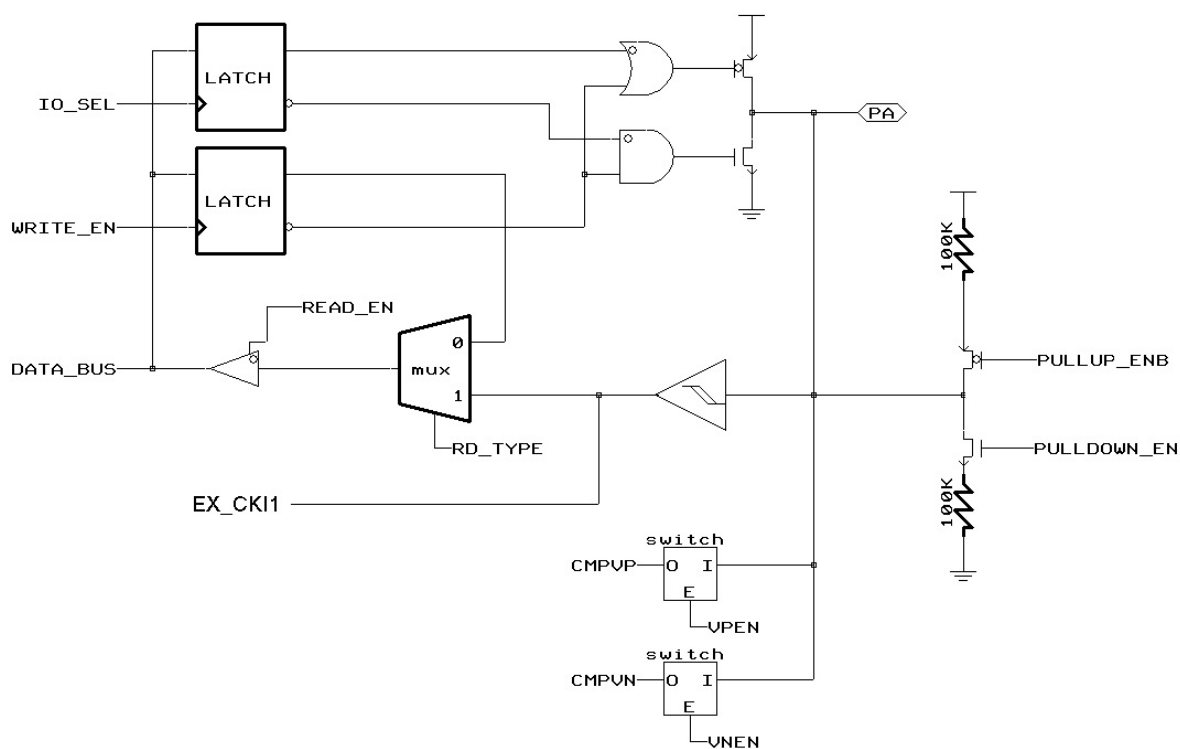 LATCH
IO_SEL
PA
LATCH
WRITE_EN
100K
READ_EN
0
DATA_BUS
mux
PULLUP_ENB
1
RD_TYPE
PULLDOWN_EN
EX_CKI1
100K
switch
CMPVP O I
E
VPEN
switch
CMPVN O I
E
VNEN